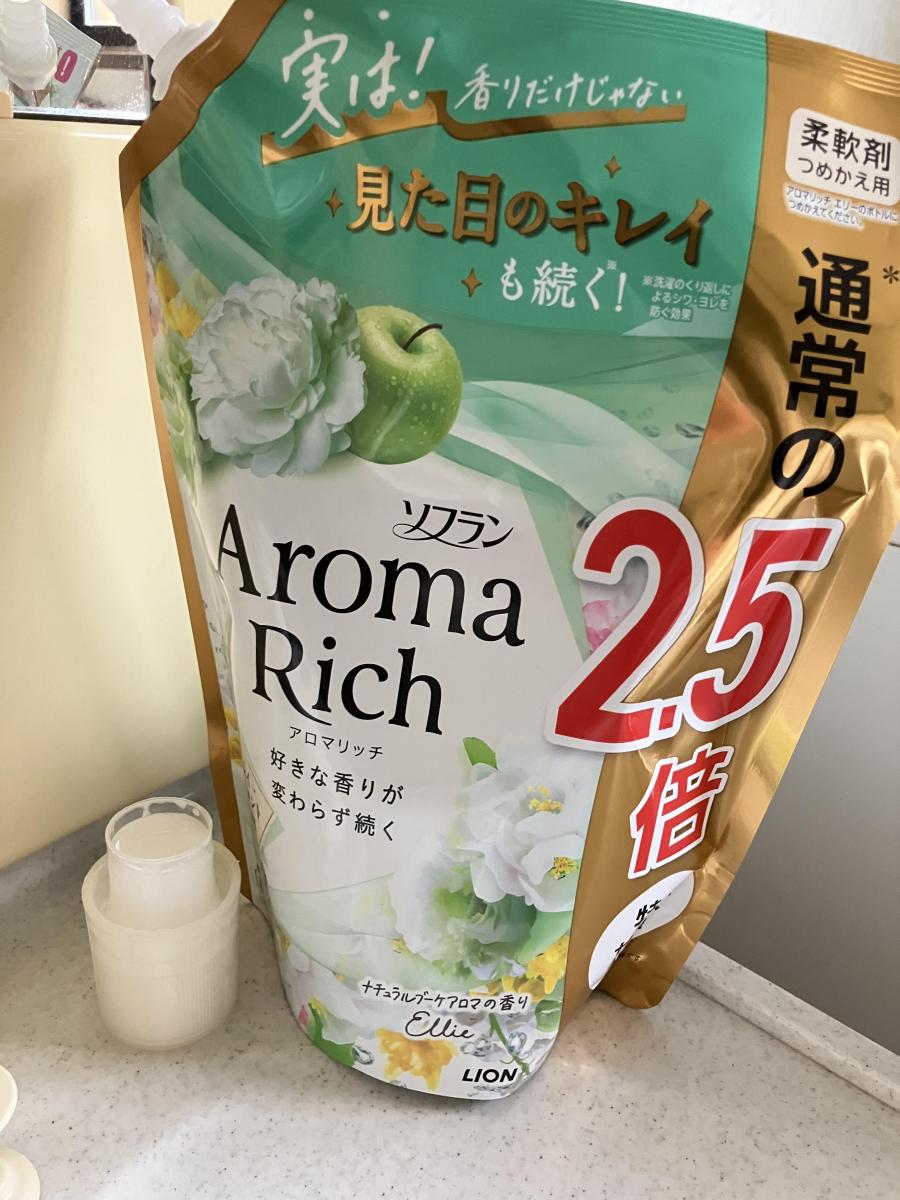 実は!香りだけじゃない
見た目のキレイ
も続く!※
※洗濯のくり返しに
よるシワ・ヨレを
防ぐ効果
柔軟剤
つめかえ用
アロマリッチ エリーのボトルに
つめかえてください。
通常の*
2.5
倍
ソフラン
Aroma
Rich
アロマリッチ
好きな香りが
変わらず続く
ナチュラルブーケアロマの香り
Ellie
LION